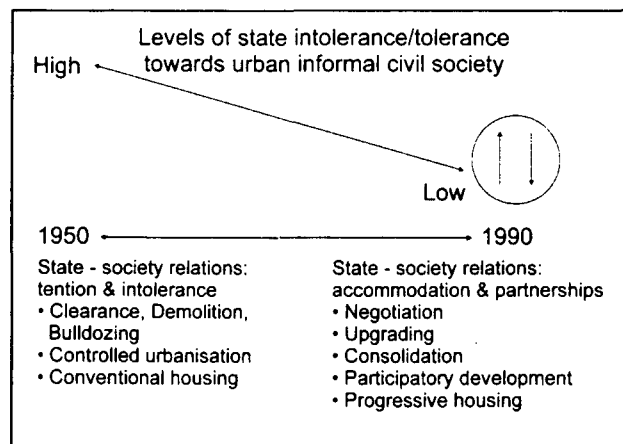 Levels of state intolerance/tolerance
towards urban informal civil society
High
Low
1950
1990
State - society relations:
tention & intolerance
• Clearance, Demolition,
Bulldozing
• Controlled urbanisation
• Conventional housing
State - society relations:
accommodation & partnerships
• Negotiation
• Upgrading
• Consolidation
• Participatory development
• Progressive housing